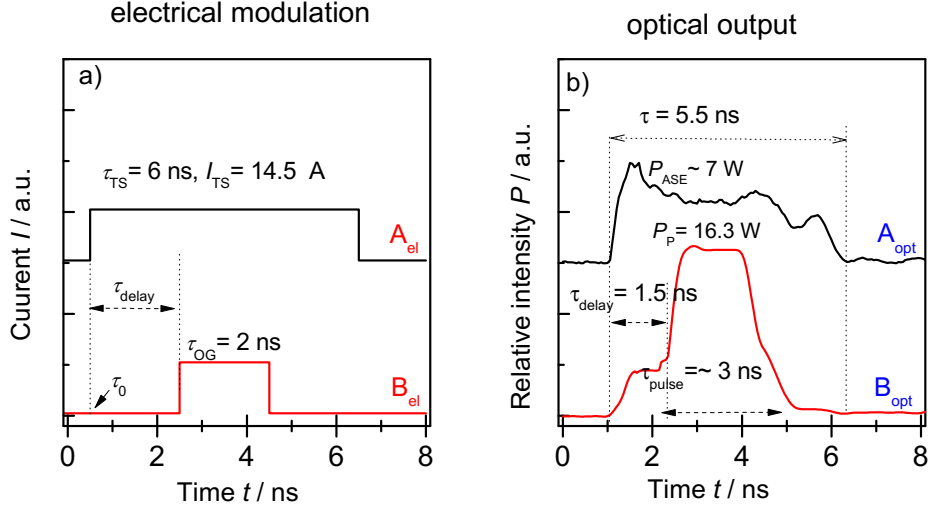 electrical modulation
a)
τTS= 6 ns, ITS= 14.5 A
Ael
τdelay
τOG= 2 ns
τ0
Bel
Cuurent I / a.u.
0 2 4 6 8
Time t / ns
optical output
b)
τ = 5.5 ns
PASE~ 7 W
PP= 16.3 W
Aopt
τdelay= 1.5 ns
τpulse=~ 3 ns
Bopt
Relative intensity P / a.u.
0 2 4 6 8
Time t / ns